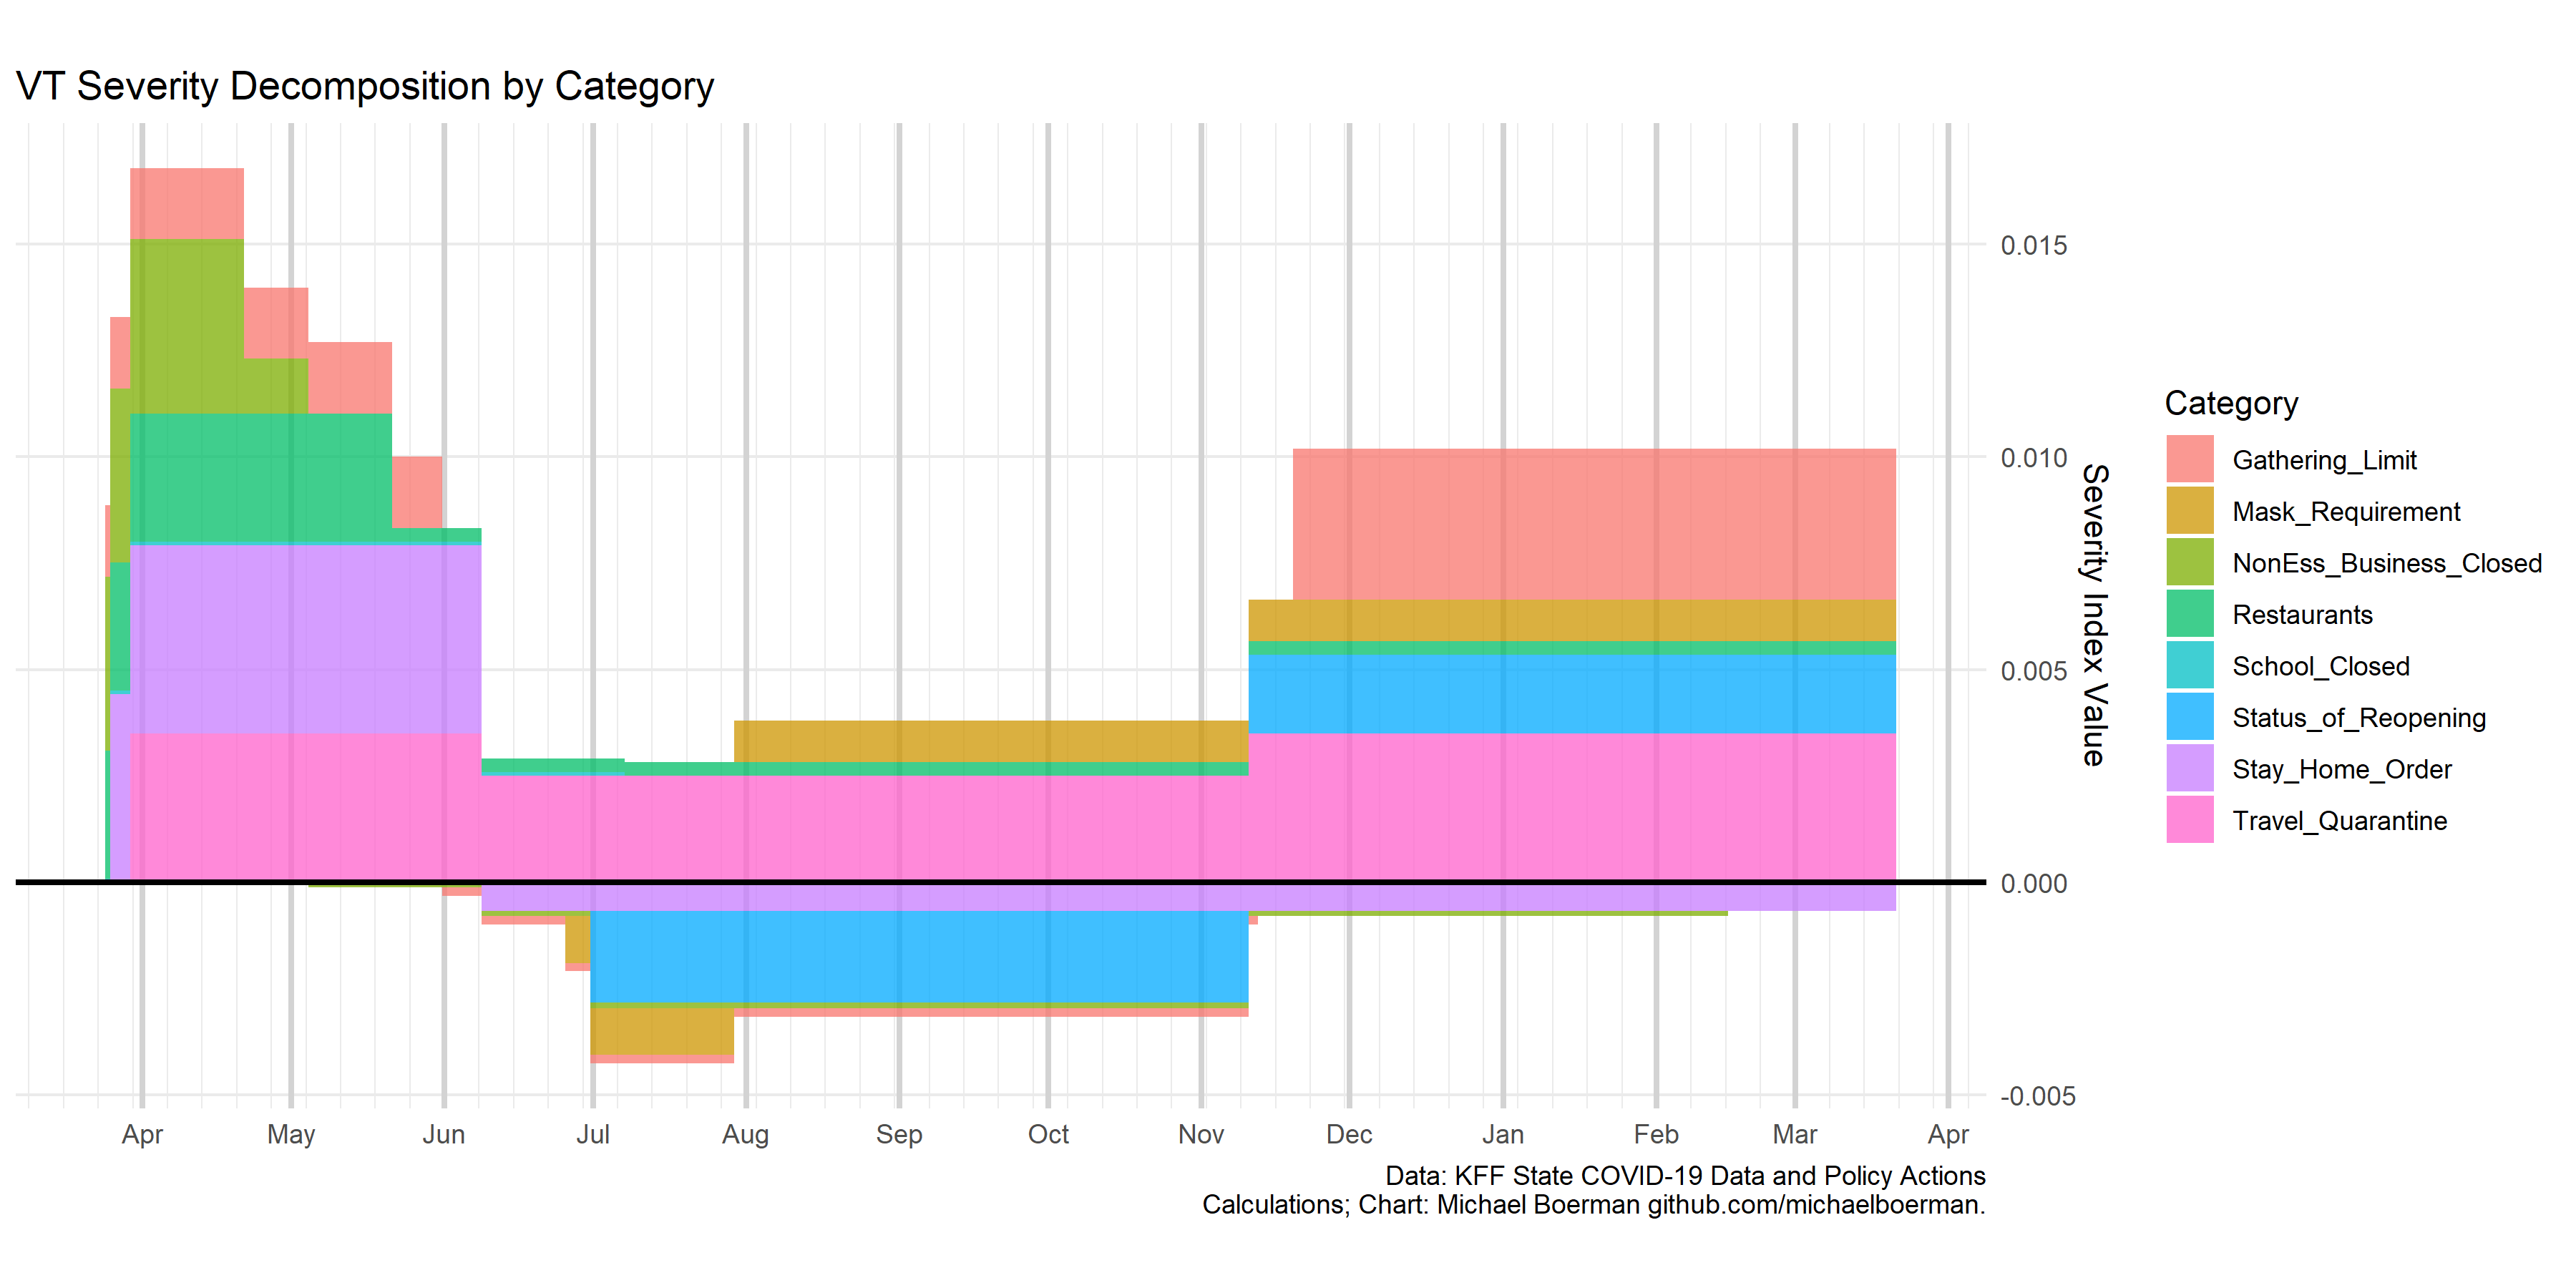 VT Severity Decomposition by Category
0.015
0.010
0.005
0.000
-0.005
Severity Index Value
Apr
May
Jun
Jul
Aug
Sep
Oct
Nov
Dec
Jan
Feb
Mar
Apr
Data: KFF State COVID-19 Data and Policy Actions
Calculations; Chart: Michael Boerman github.com/michaelboerman.
Category
Gathering_Limit
Mask_Requirement
NonEss_Business_Closed
Restaurants
School_Closed
Status_of_Reopening
Stay_Home_Order
Travel_Quarantine